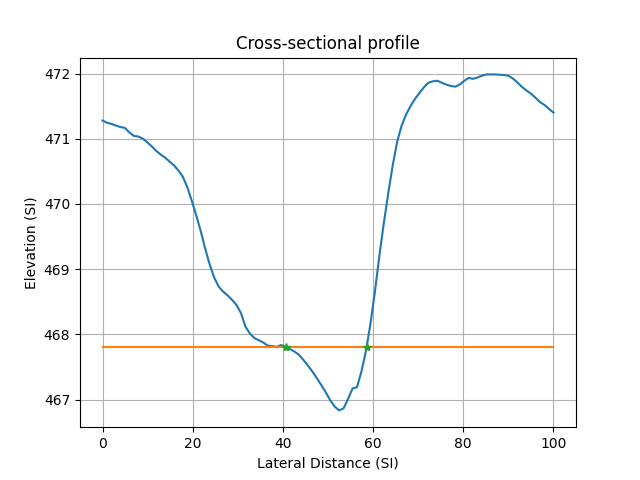 Cross-sectional profile
472
471
470
469
468
467
Elevation (SI)
0 20 40 60 80 100
Lateral Distance (SI)